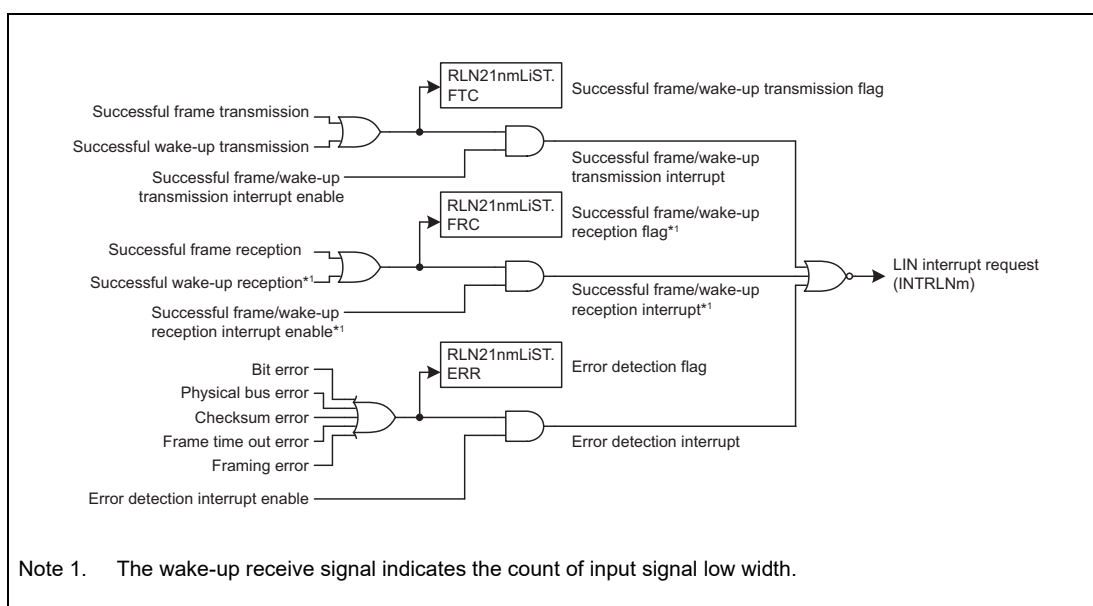 RLN21nmLiST.
FTC
Successful frame/wake-up transmission flag
Successful frame transmission
Successful wake-up transmission
Successful frame/wake-up
transmission interrupt enable
Successful frame/wake-up
transmission interrupt
RLN21nmLiST.
FRC
Successful frame/wake-up
reception flag*1
Successful frame reception
Successful wake-up reception*1
Successful frame/wake-up
reception interrupt enable*1
Successful frame/wake-up
reception interrupt*1
LIN interrupt request
(INTRLNm)
RLN21nmLiST.
ERR
Error detection flag
Bit error
Physical bus error
Checksum error
Frame time out error
Framing error
Error detection interrupt
Error detection interrupt enable
Note 1. The wake-up receive signal indicates the count of input signal low width.